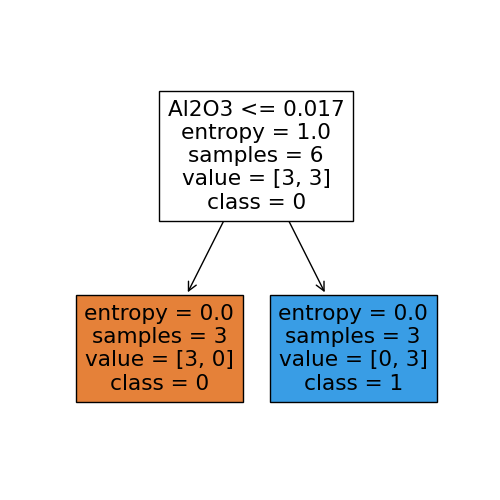 Al2O3 <= 0.017
entropy = 1.0
samples = 6
value = [3, 3]
class = 0
entropy = 0.0
samples = 3
value = [3, 0]
class = 0
entropy = 0.0
samples = 3
value = [0, 3]
class = 1